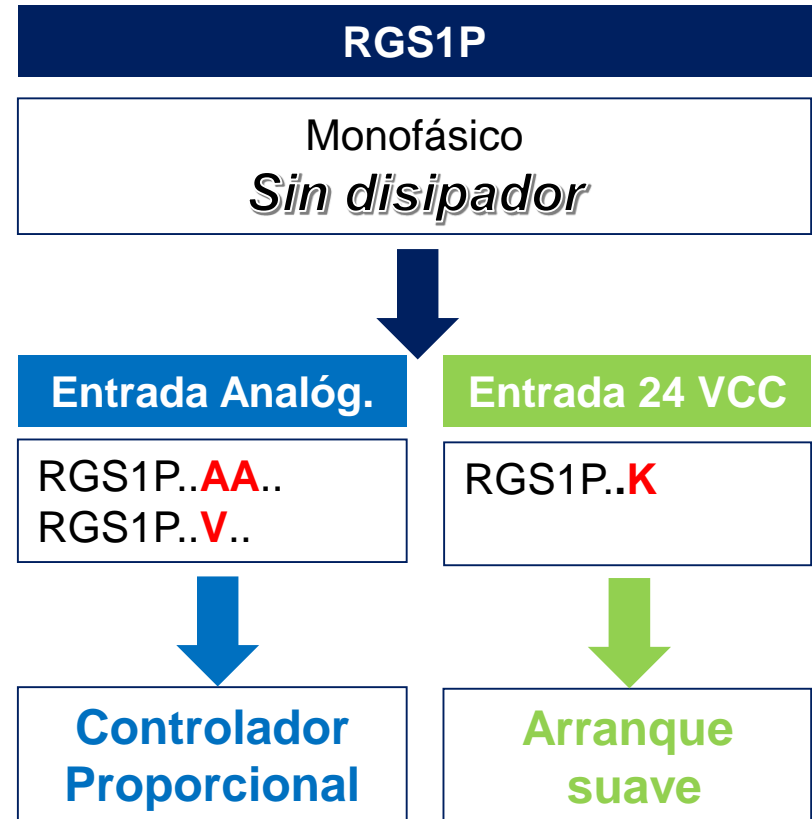 RGS1P
Monofásico
Sin disipador
Entrada Analóg.
RGS1P..AA..
RGS1P..V..
Controlador
Proporcional
Entrada 24 VCC
RGS1P..K
Arranque
suave